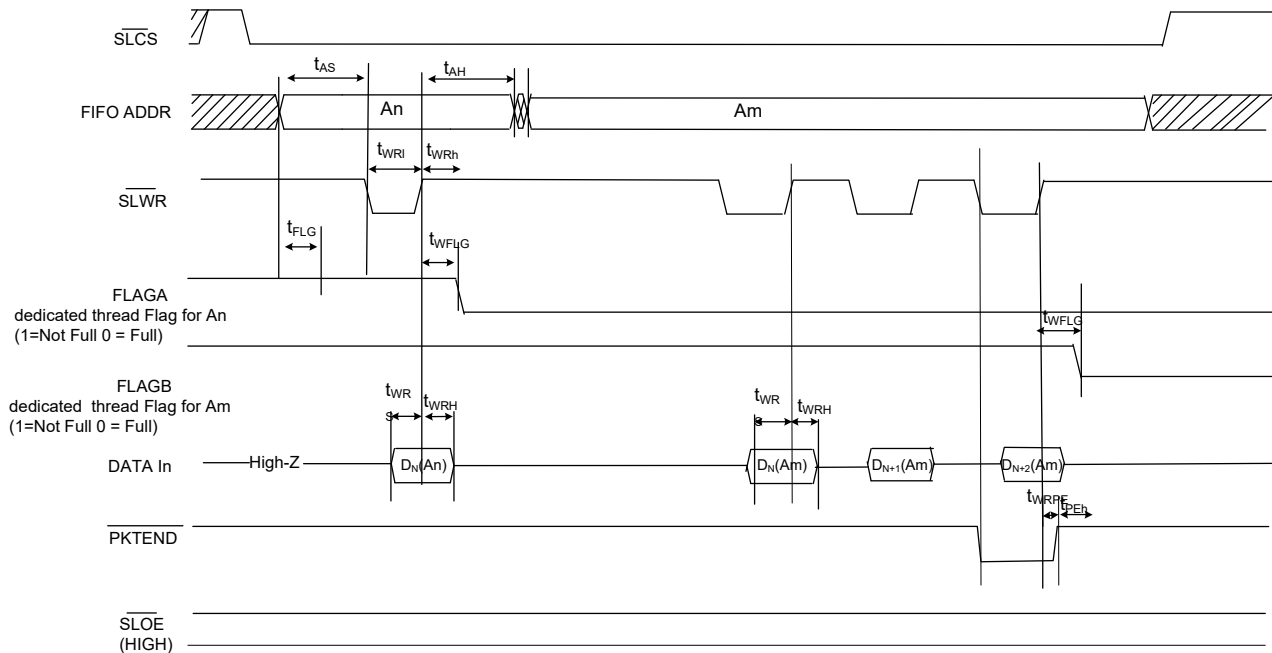 SLCS
tAS
tAH
FIFO ADDR
An
Am
tWRl
tWRh
SLWR
tFLG
tWFLG
FLAGA
dedicated thread Flag for An
(1=Not Full 0 = Full)
tWFLG
FLAGB
dedicated thread Flag for Am
(1=Not Full 0 = Full)
tWRS
tWRH
tWRS
tWRH
DATA In
High-Z
DN(An)
DN(Am)
DN+1(Am)
DN+2(Am)
tWRPE
tPEh
PKTEND
SLOE
(HIGH)